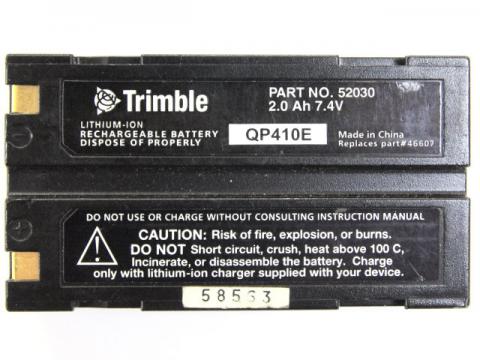 Trimble
PART NO. 52030
2.0 Ah 7.4V
LITHIUM-ION
RECHARGEABLE BATTERY
DISPOSE OF PROPERLY
QP410E
Made in China
Replaces part#46607
DO NOT USE OR CHARGE WITHOUT CONSULTING INSTRUCTION MANUAL
CAUTION: Risk of fire, explosion, or burns.
DO NOT Short circuit, crush, heat above 100 C,
Incinerate, or disassemble the battery. Charge
only with lithium-ion charger supplied with your device.
58563